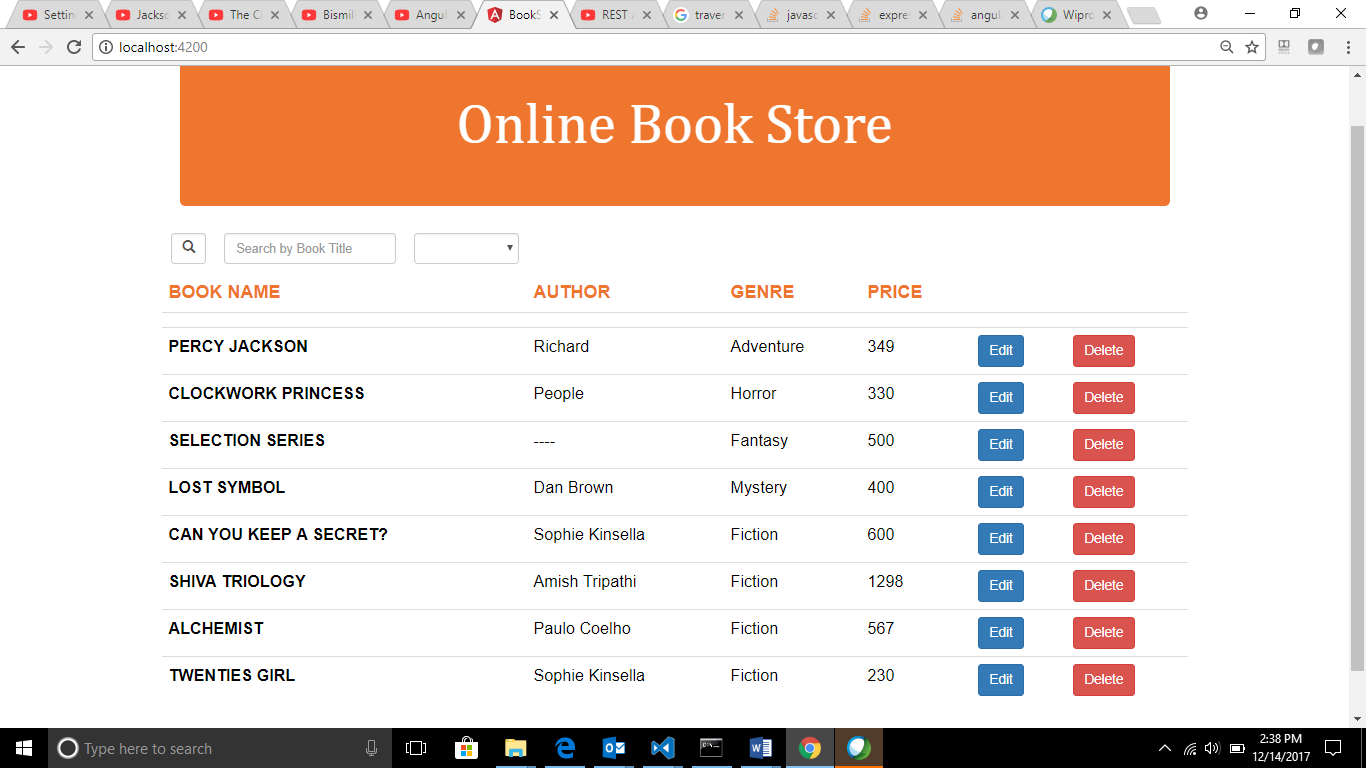 Settin Jackso The C Bismil Angul BookS REST traver javasc expre angul Wipro
localhost:4200
Online Book Store
Search by Book Title
BOOK NAME AUTHOR GENRE PRICE
PERCY JACKSON Richard Adventure 349 Edit Delete
CLOCKWORK PRINCESS People Horror 330 Edit Delete
SELECTION SERIES ---- Fantasy 500 Edit Delete
LOST SYMBOL Dan Brown Mystery 400 Edit Delete
CAN YOU KEEP A SECRET? Sophie Kinsella Fiction 600 Edit Delete
SHIVA TRIOLOGY Amish Tripathi Fiction 1298 Edit Delete
ALCHEMIST Paulo Coelho Fiction 567 Edit Delete
TWENTIES GIRL Sophie Kinsella Fiction 230 Edit Delete
Type here to search
2:38 PM
12/14/2017